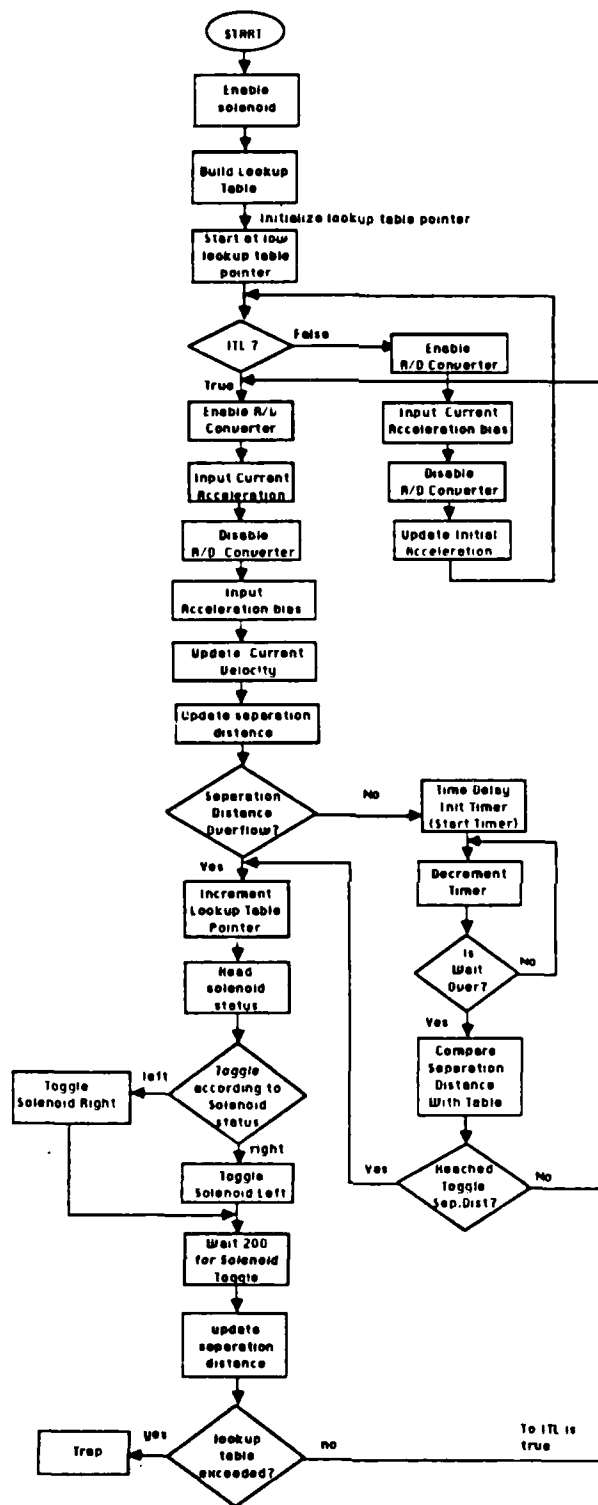 START
Enable
solenoid
Build Lookup
Table
Initialize lookup table pointer
Start at low
lookup table
pointer
ITL ?
False
True
Enable
A/D Converter
Input Current
Acceleration bias
Disable
A/D Converter
Update Initial
Acceleration
Enable A/D
Converter
Input Current
Acceleration
Disable
A/D Converter
Input
Acceleration bias
Update Current
Velocity
Update separation
distance
Separation
Distance
Overflow?
No
Yes
Time Delay
Init Timer
(Start Timer)
Decrement
Timer
Is
Wait
Over?
No
Yes
Compare
Separation
Distance
With Table
Reached
Toggle
Sep.Dist?
Yes
No
Increment
Lookup Table
Pointer
Read
solenoid
status
Toggle
according to
Solenoid
status
left
right
Toggle
Solenoid Right
Toggle
Solenoid Left
Wait 200
for Solenoid
Toggle
update
separation
distance
lookup
table
exceeded?
yes
no
Trap
To ITL is
true